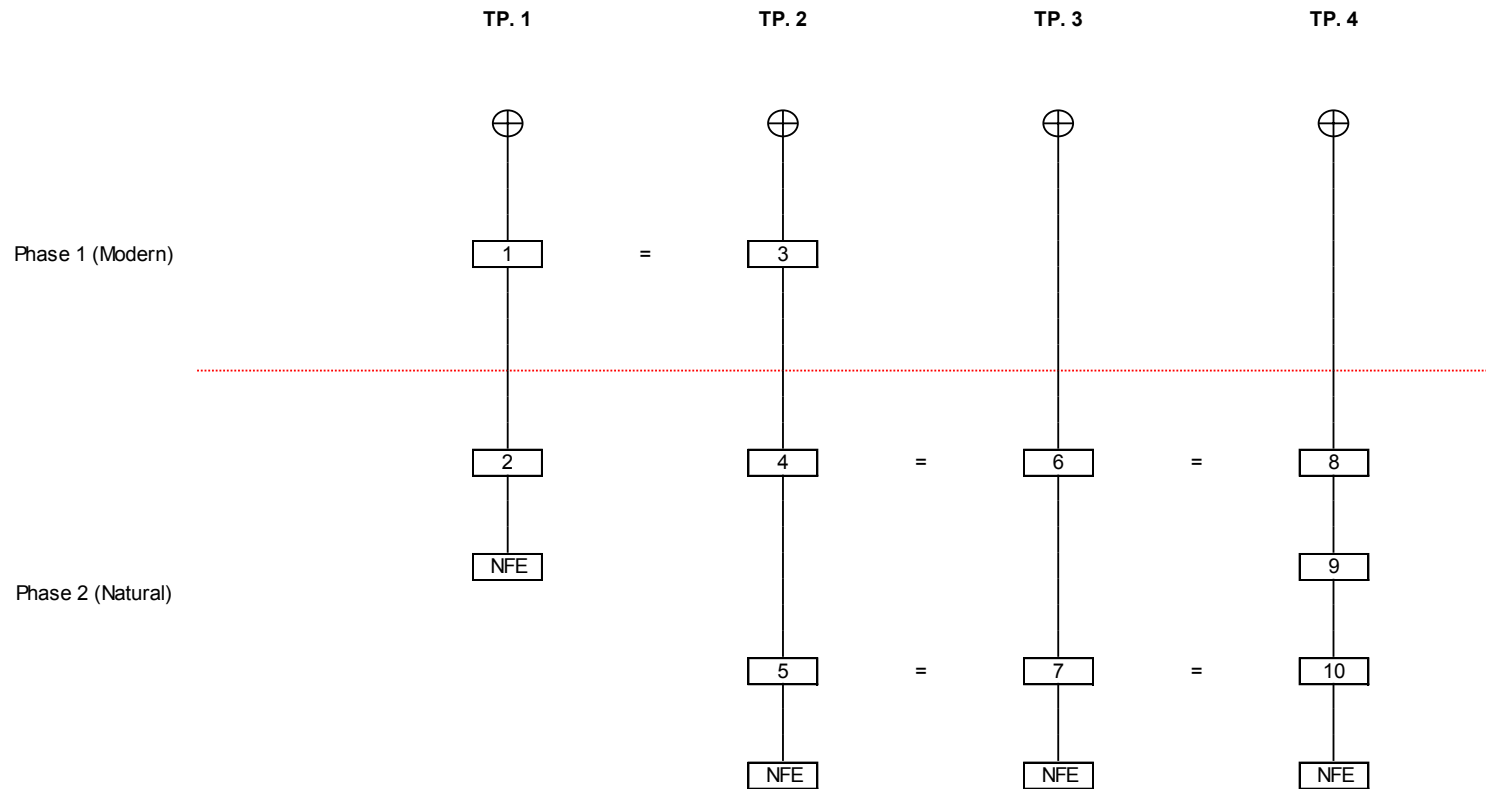 TP. 1 TP. 2 TP. 3 TP. 4
Phase 1 (Modern) 1 = 3
2 4 = 6 = 8
NFE 9
Phase 2 (Natural)
5 = 7 = 10
NFE NFE NFE